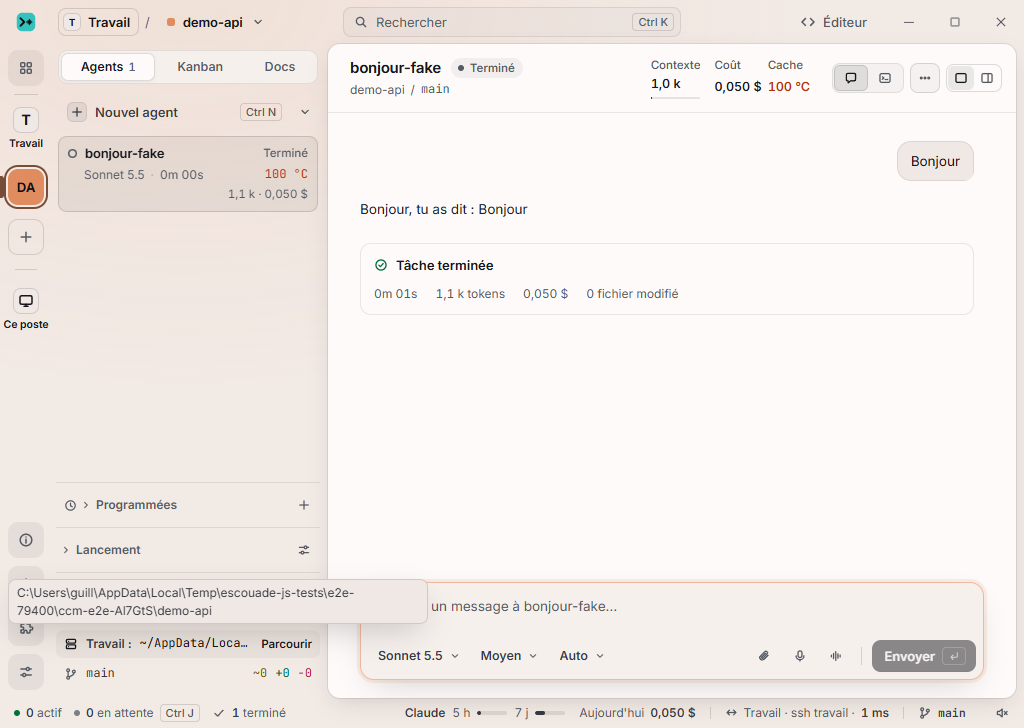 T Travail / demo-api
Rechercher Ctrl K
Éditeur
Agents 1 Kanban Docs
Nouvel agent Ctrl N
T
Travail
DA
Ce poste
bonjour-fake Terminé
Sonnet 5.5 · 0m 00s 100 °C
1,1 k · 0,050 $
bonjour-fake Terminé
demo-api / main
Contexte Coût Cache
1,0 k 0,050 $ 100 °C
Bonjour
Bonjour, tu as dit : Bonjour
Tâche terminée
0m 01s 1,1 k tokens 0,050 $ 0 fichier modifié
Programmées
Lancement
C:\Users\guill\AppData\Local\Temp\escouade-js-tests\e2e-
79400\ccm-e2e-Al7GtS\demo-api
Travail : ~/AppData/Loca… Parcourir
main ~0 +0 -0
un message à bonjour-fake...
Sonnet 5.5 Moyen Auto Envoyer
0 actif 0 en attente Ctrl J 1 terminé
Claude 5 h 7 j Aujourd'hui 0,050 $ Travail · ssh travail · 1 ms main